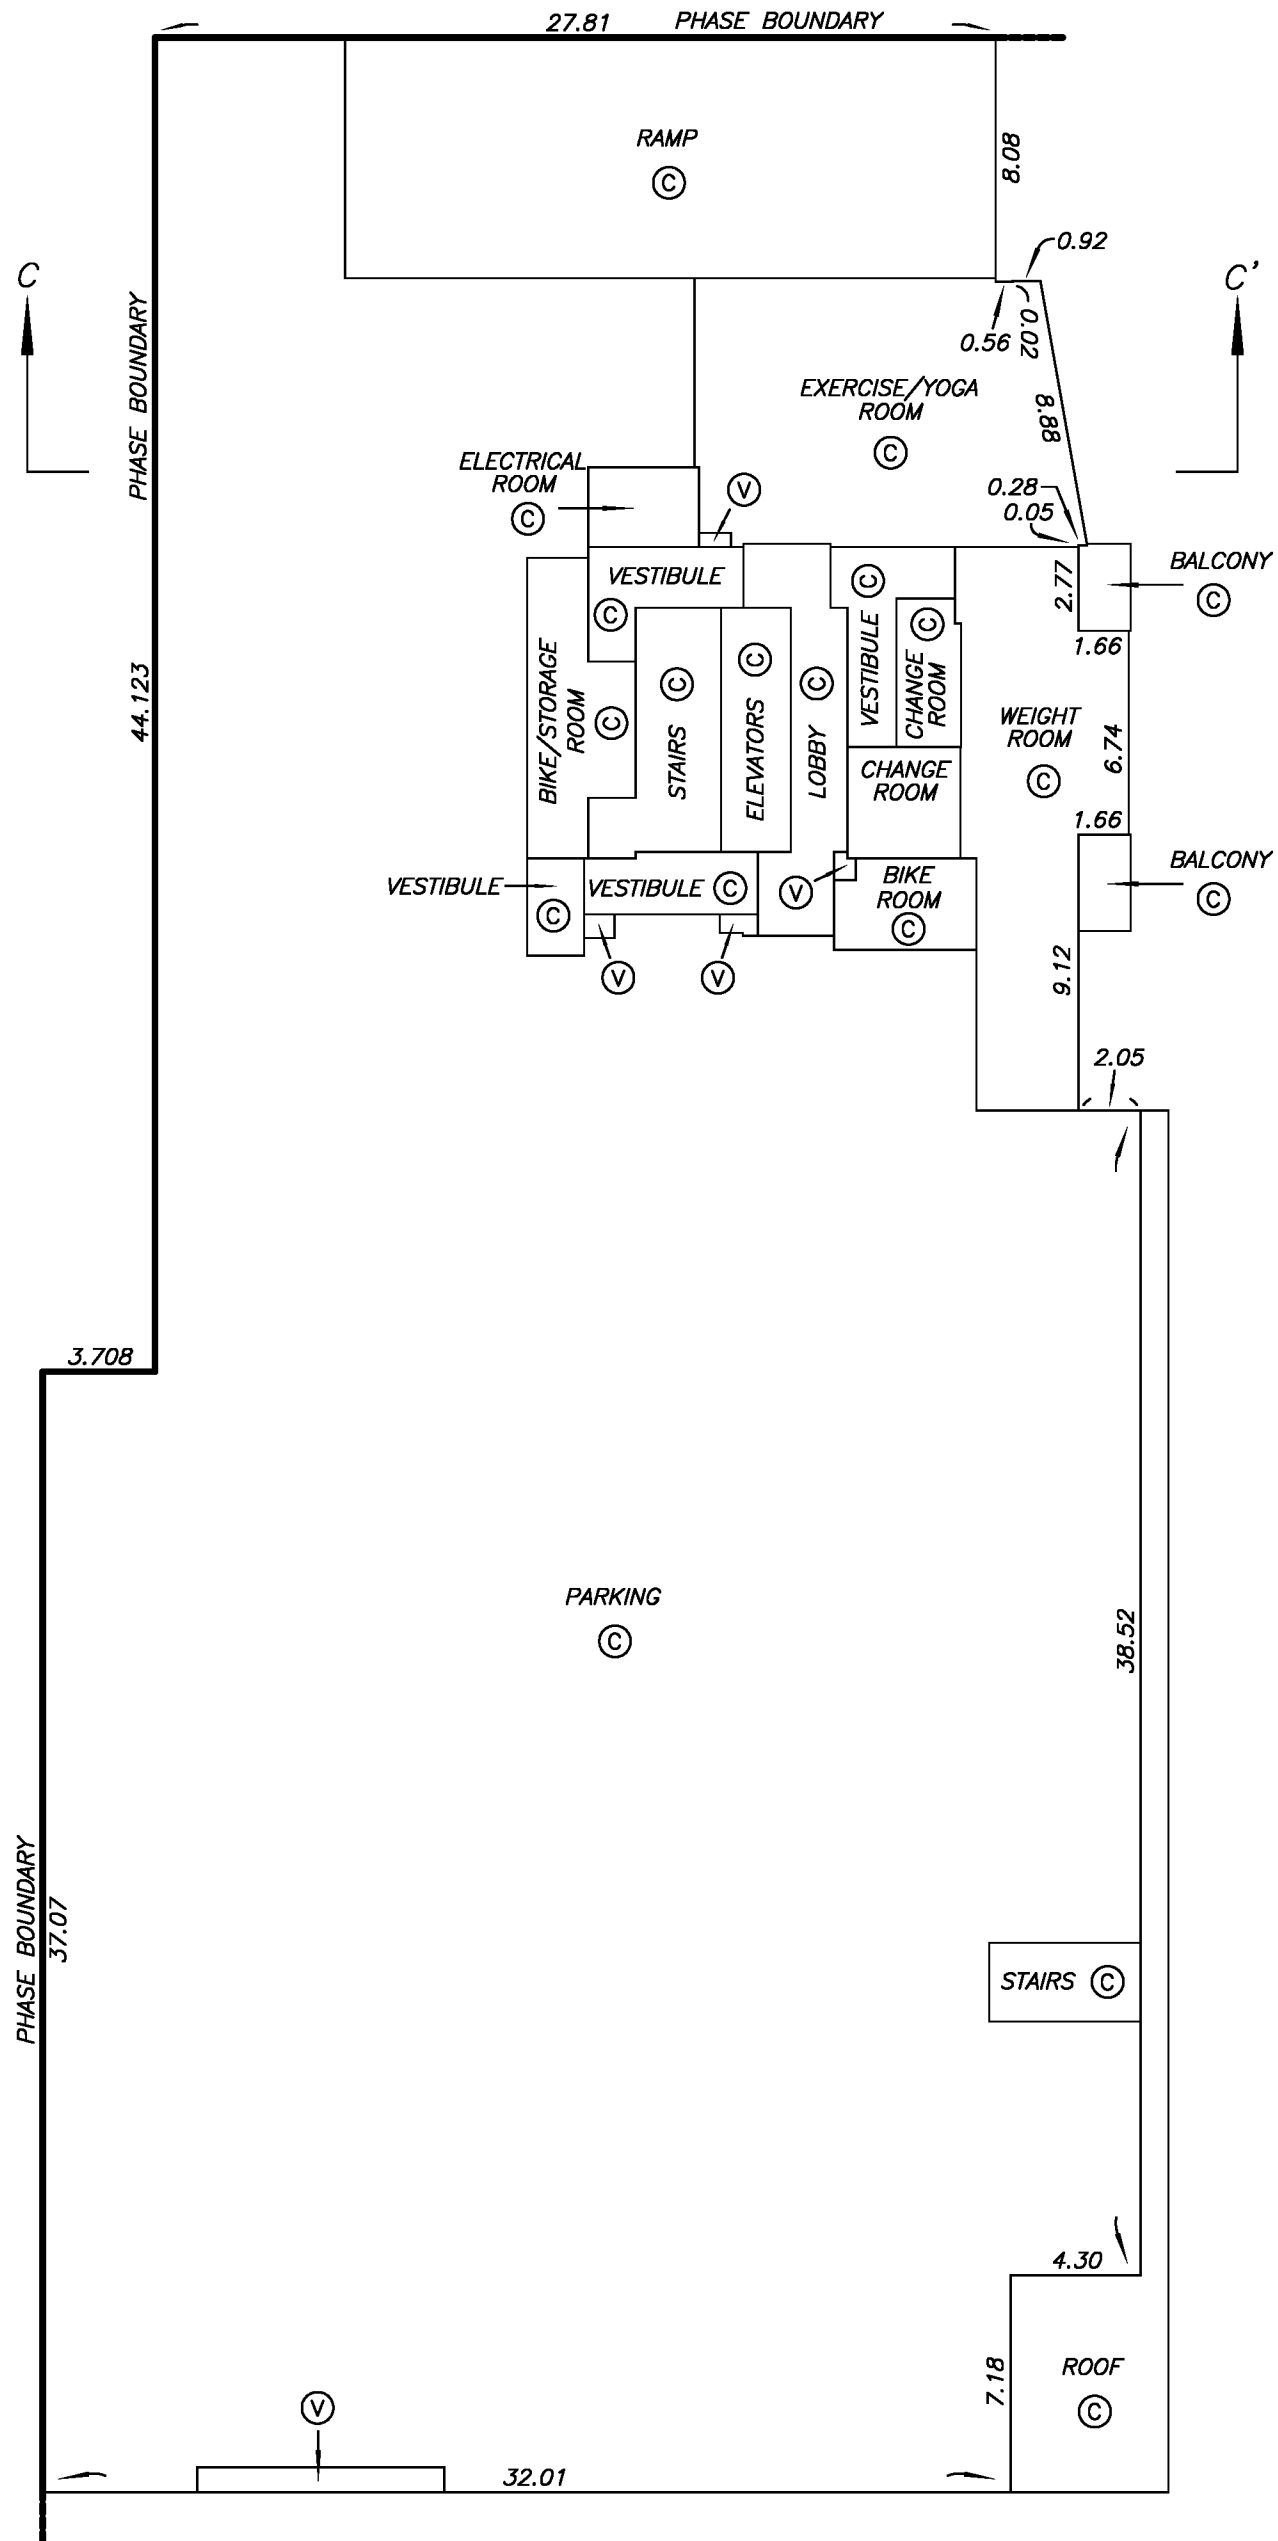 27.81 PHASE BOUNDARY
RAMP
C
8.08
0.92
C
C'
PHASE BOUNDARY
0.56
0.02
EXERCISE/YOGA
ROOM
C
8.88
ELECTRICAL
ROOM
C
V
0.28
0.05
VESTIBULE
C
C
VESTIBULE
C
CHANGE
ROOM
2.77
BALCONY
C
1.66
BIKE/STORAGE
ROOM
C
C
STAIRS
C
ELEVATORS
C
LOBBY
44.123
WEIGHT
ROOM
C
6.74
CHANGE
ROOM
1.66
VESTIBULE
C
VESTIBULE C
V
BIKE
ROOM
C
BALCONY
C
V
V
9.12
2.05
3.708
PARKING
C
38.52
PHASE BOUNDARY
37.07
STAIRS C
4.30
7.18
ROOF
C
V
32.01